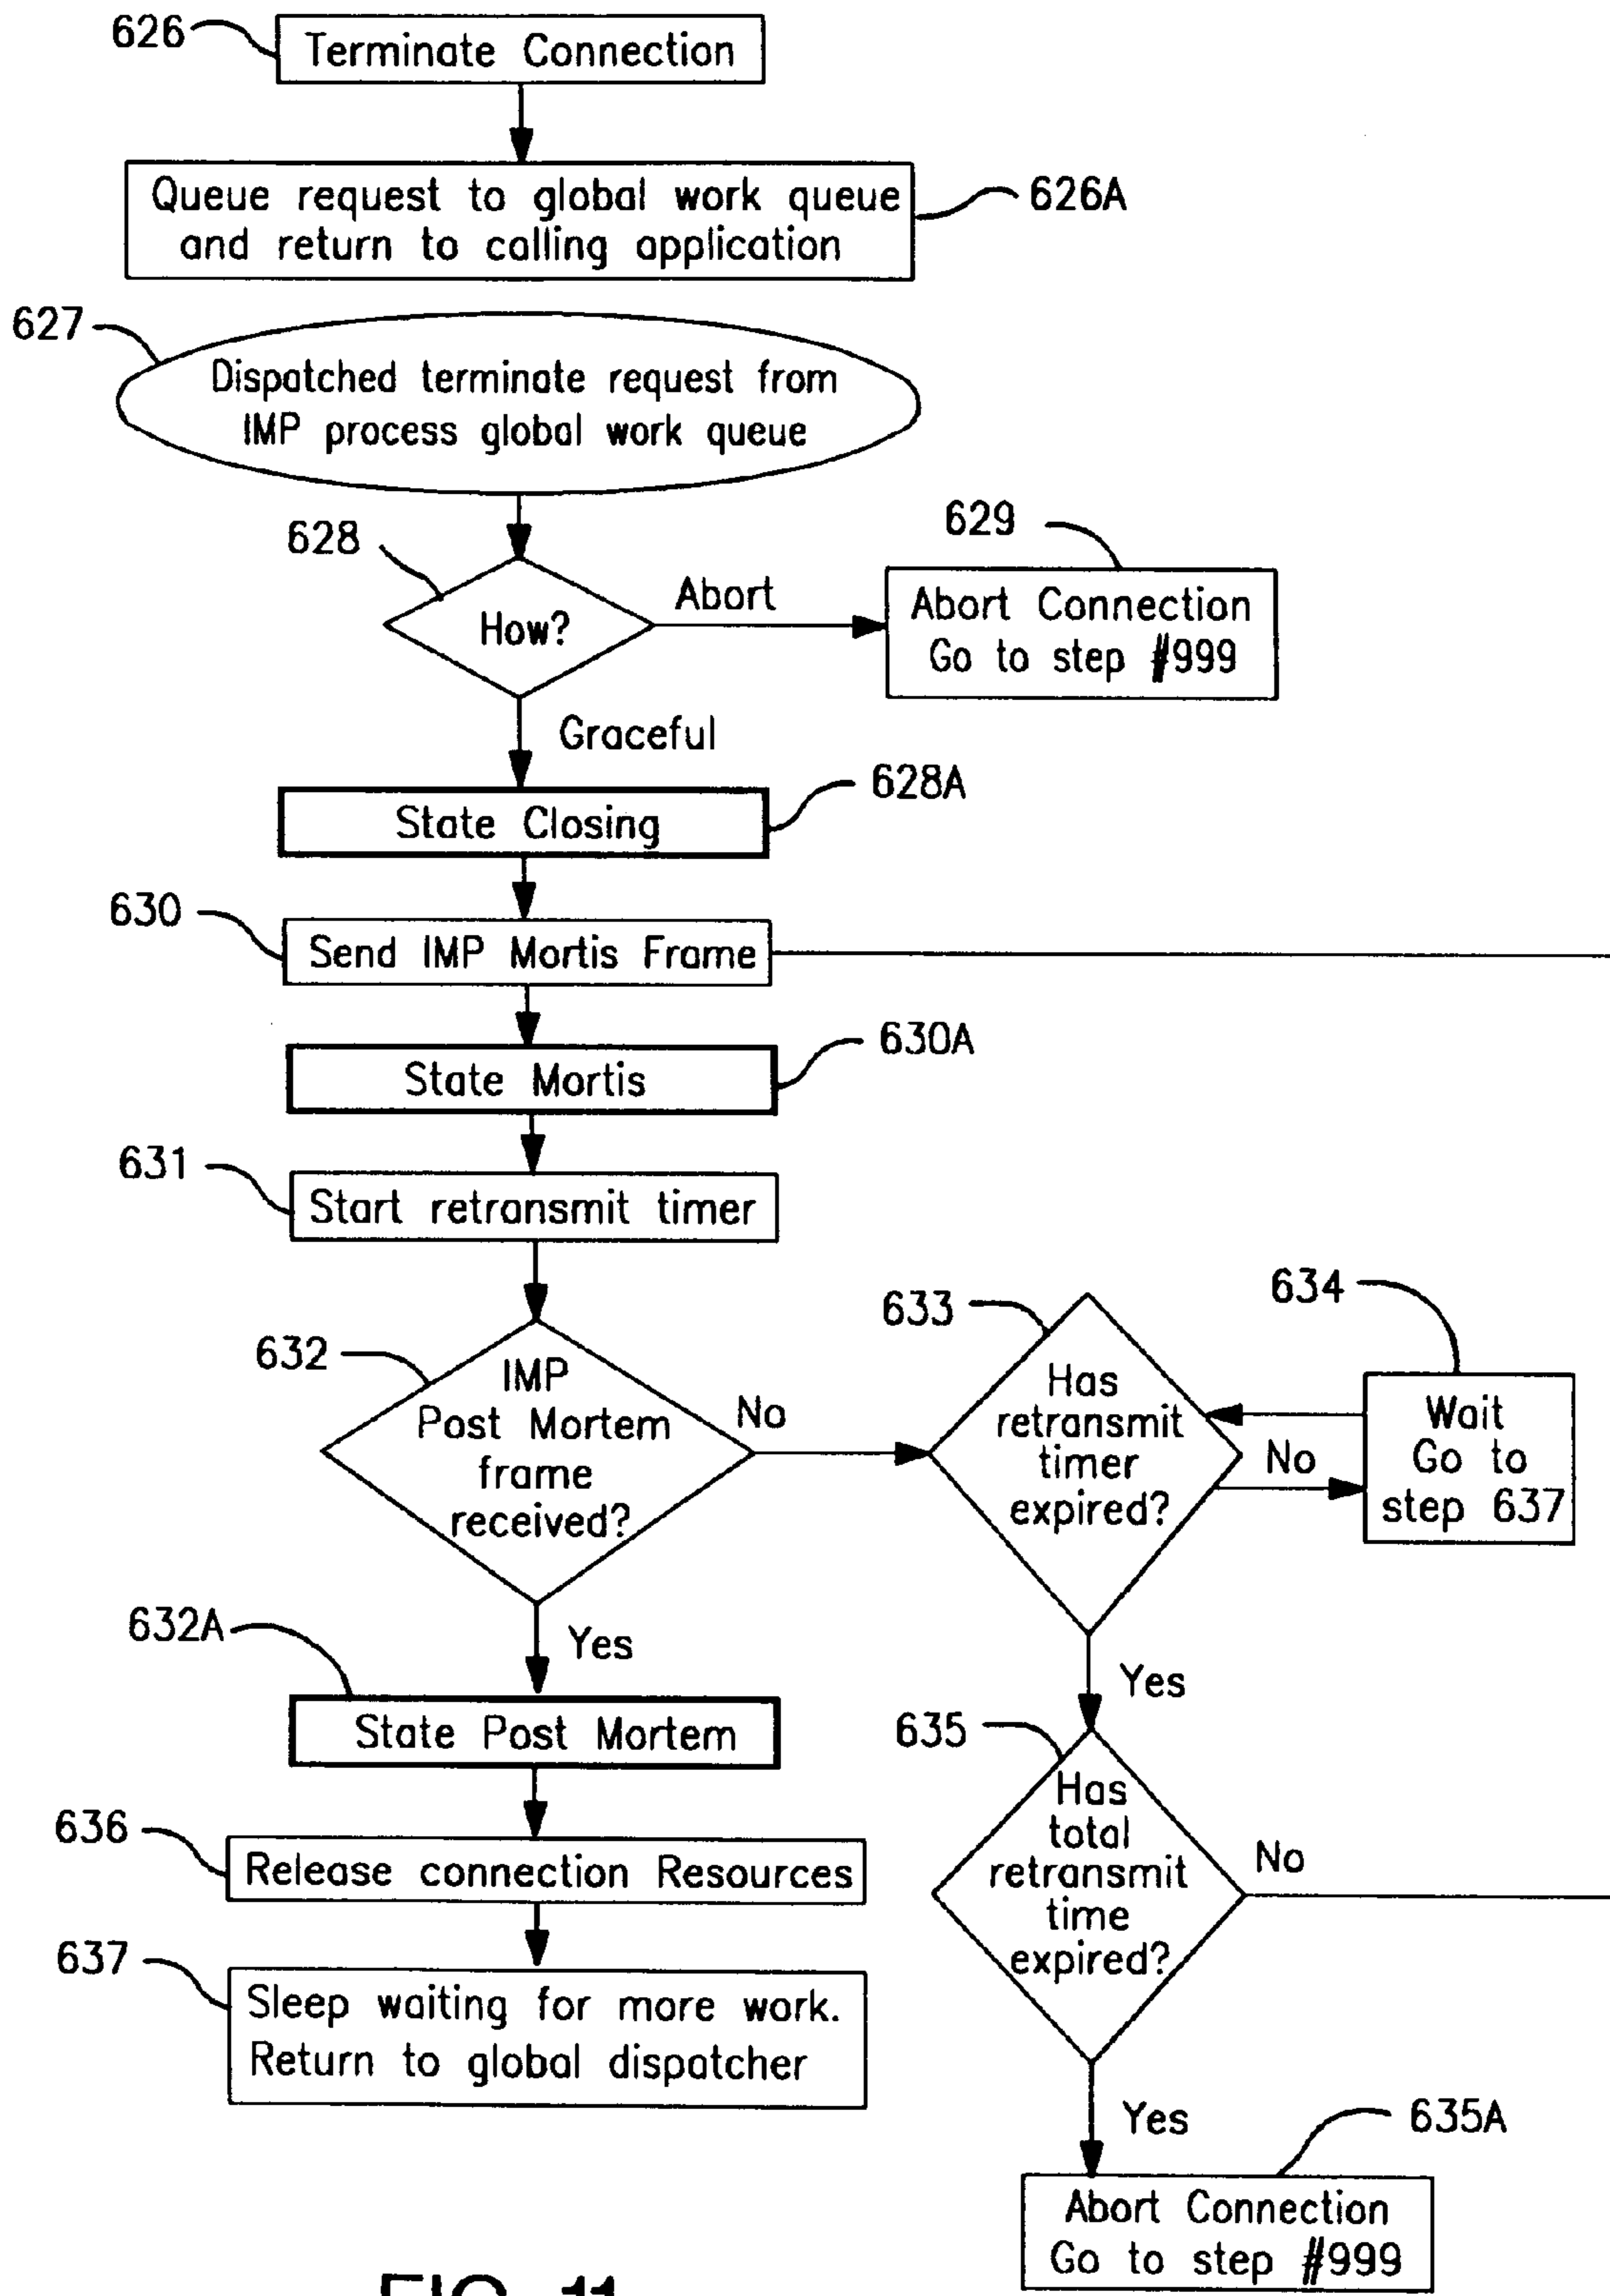 626
Terminate Connection
Queue request to global work queue
and return to calling application
626A
627
Dispatched terminate request from
IMP process global work queue
628
How?
Abort
629
Abort Connection
Go to step #999
Graceful
State Closing
628A
630
Send IMP Mortis Frame
State Mortis
630A
631
Start retransmit timer
632
IMP
Post Mortem
frame
received?
No
633
Has
retransmit
timer
expired?
No
634
Wait
Go to
step 637
Yes
632A
State Post Mortem
Yes
635
Has
total
retransmit
time
expired?
No
636
Release connection Resources
637
Sleep waiting for more work.
Return to global dispatcher
Yes
635A
Abort Connection
Go to step #999
FIG. 11